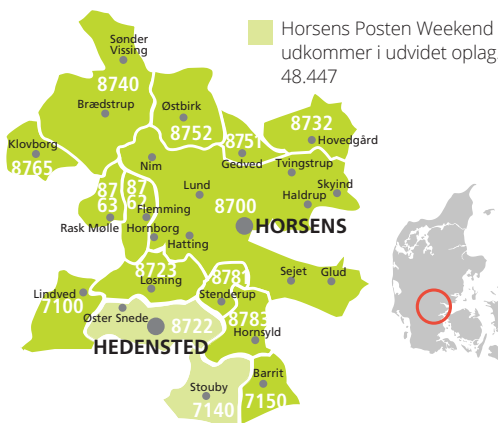 Horsens Posten Weekend
udkommer i udvidet oplag
48.447
Sønder
Vissing
8740
Brædstrup
Østbirk
8752
8732
Hovedgård
Klovborg
8765
8751
Gedved
Nim
Tvingstrup
87
63
87
62
Lund
Skyind
Haldrup
Flemming
8700
Rask Mølle
Hornborg
HORSENS
Hatting
8723
Løsning
8781
Sejet
Glud
Lindved
7100
Stenderup
Øster Snede
8722
8783
HEDENSTED
Hornsyld
Stouby
7140
Barrit
7150